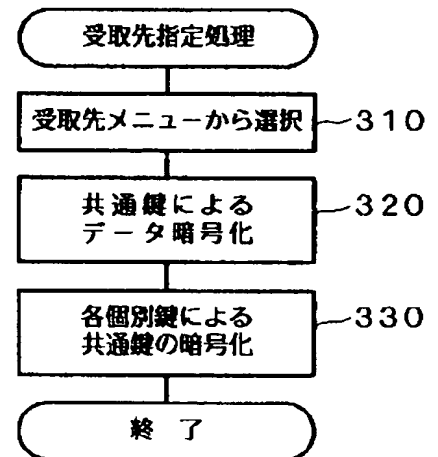 受取先指定処理
受取先メニューから選択
310
共通鍵による
データ暗号化
320
各個別鍵による
共通鍵の暗号化
330
終 了